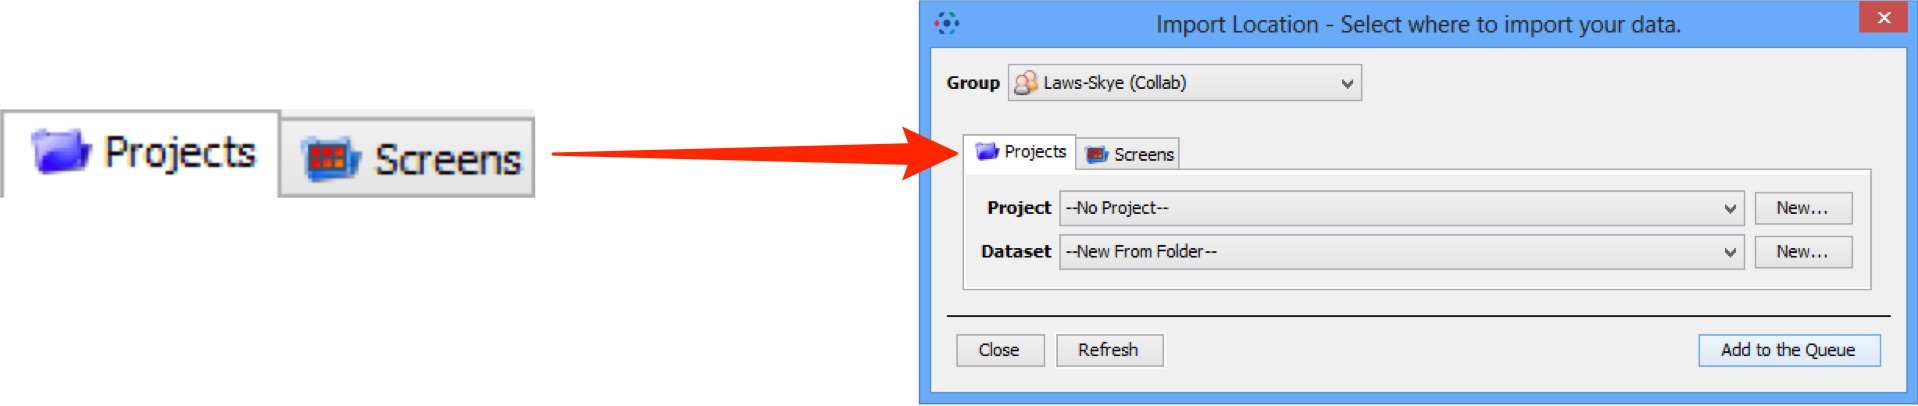 Projects Screens
Import Location - Select where to import your data.
Group Laws-Skye (Collab)
Projects Screens
Project --No Project-- New...
Dataset --New From Folder-- New...
Close Refresh Add to the Queue